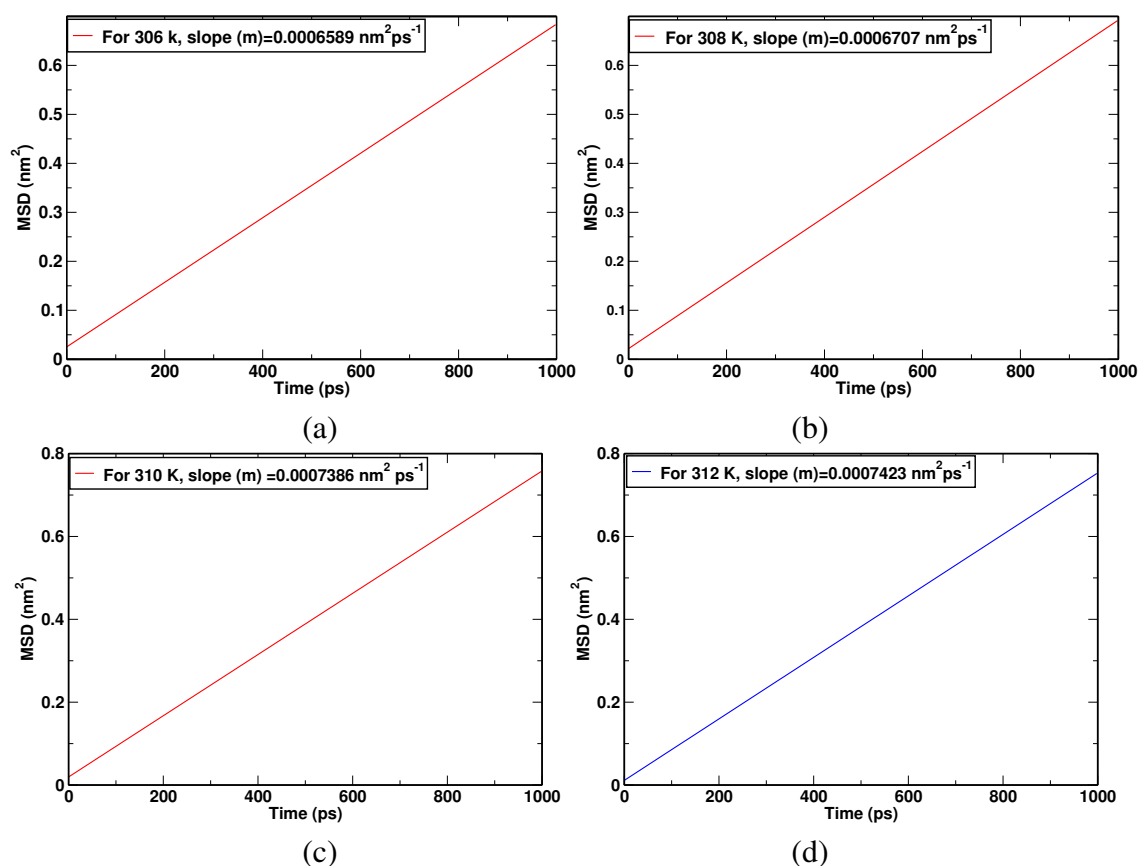 For 306 k, slope (m)=0.0006589 nm²ps⁻¹
0.6
0.5
0.4
0.3
0.2
0.1
0
MSD (nm²)
0 200 400 600 800 1000
Time (ps)
(a)
For 308 K, slope (m)=0.0006707 nm²ps⁻¹
0.6
0.5
0.4
0.3
0.2
0.1
0
MSD (nm²)
0 200 400 600 800 1000
Time (ps)
(b)
For 310 K, slope (m) =0.0007386 nm² ps⁻¹
0.8
0.6
0.4
0.2
0
MSD (nm²)
0 200 400 600 800 1000
Time (ps)
(c)
For 312 K, slope (m)=0.0007423 nm²ps⁻¹
0.8
0.6
0.4
0.2
0
MSD (nm²)
0 200 400 600 800 1000
Time (ps)
(d)